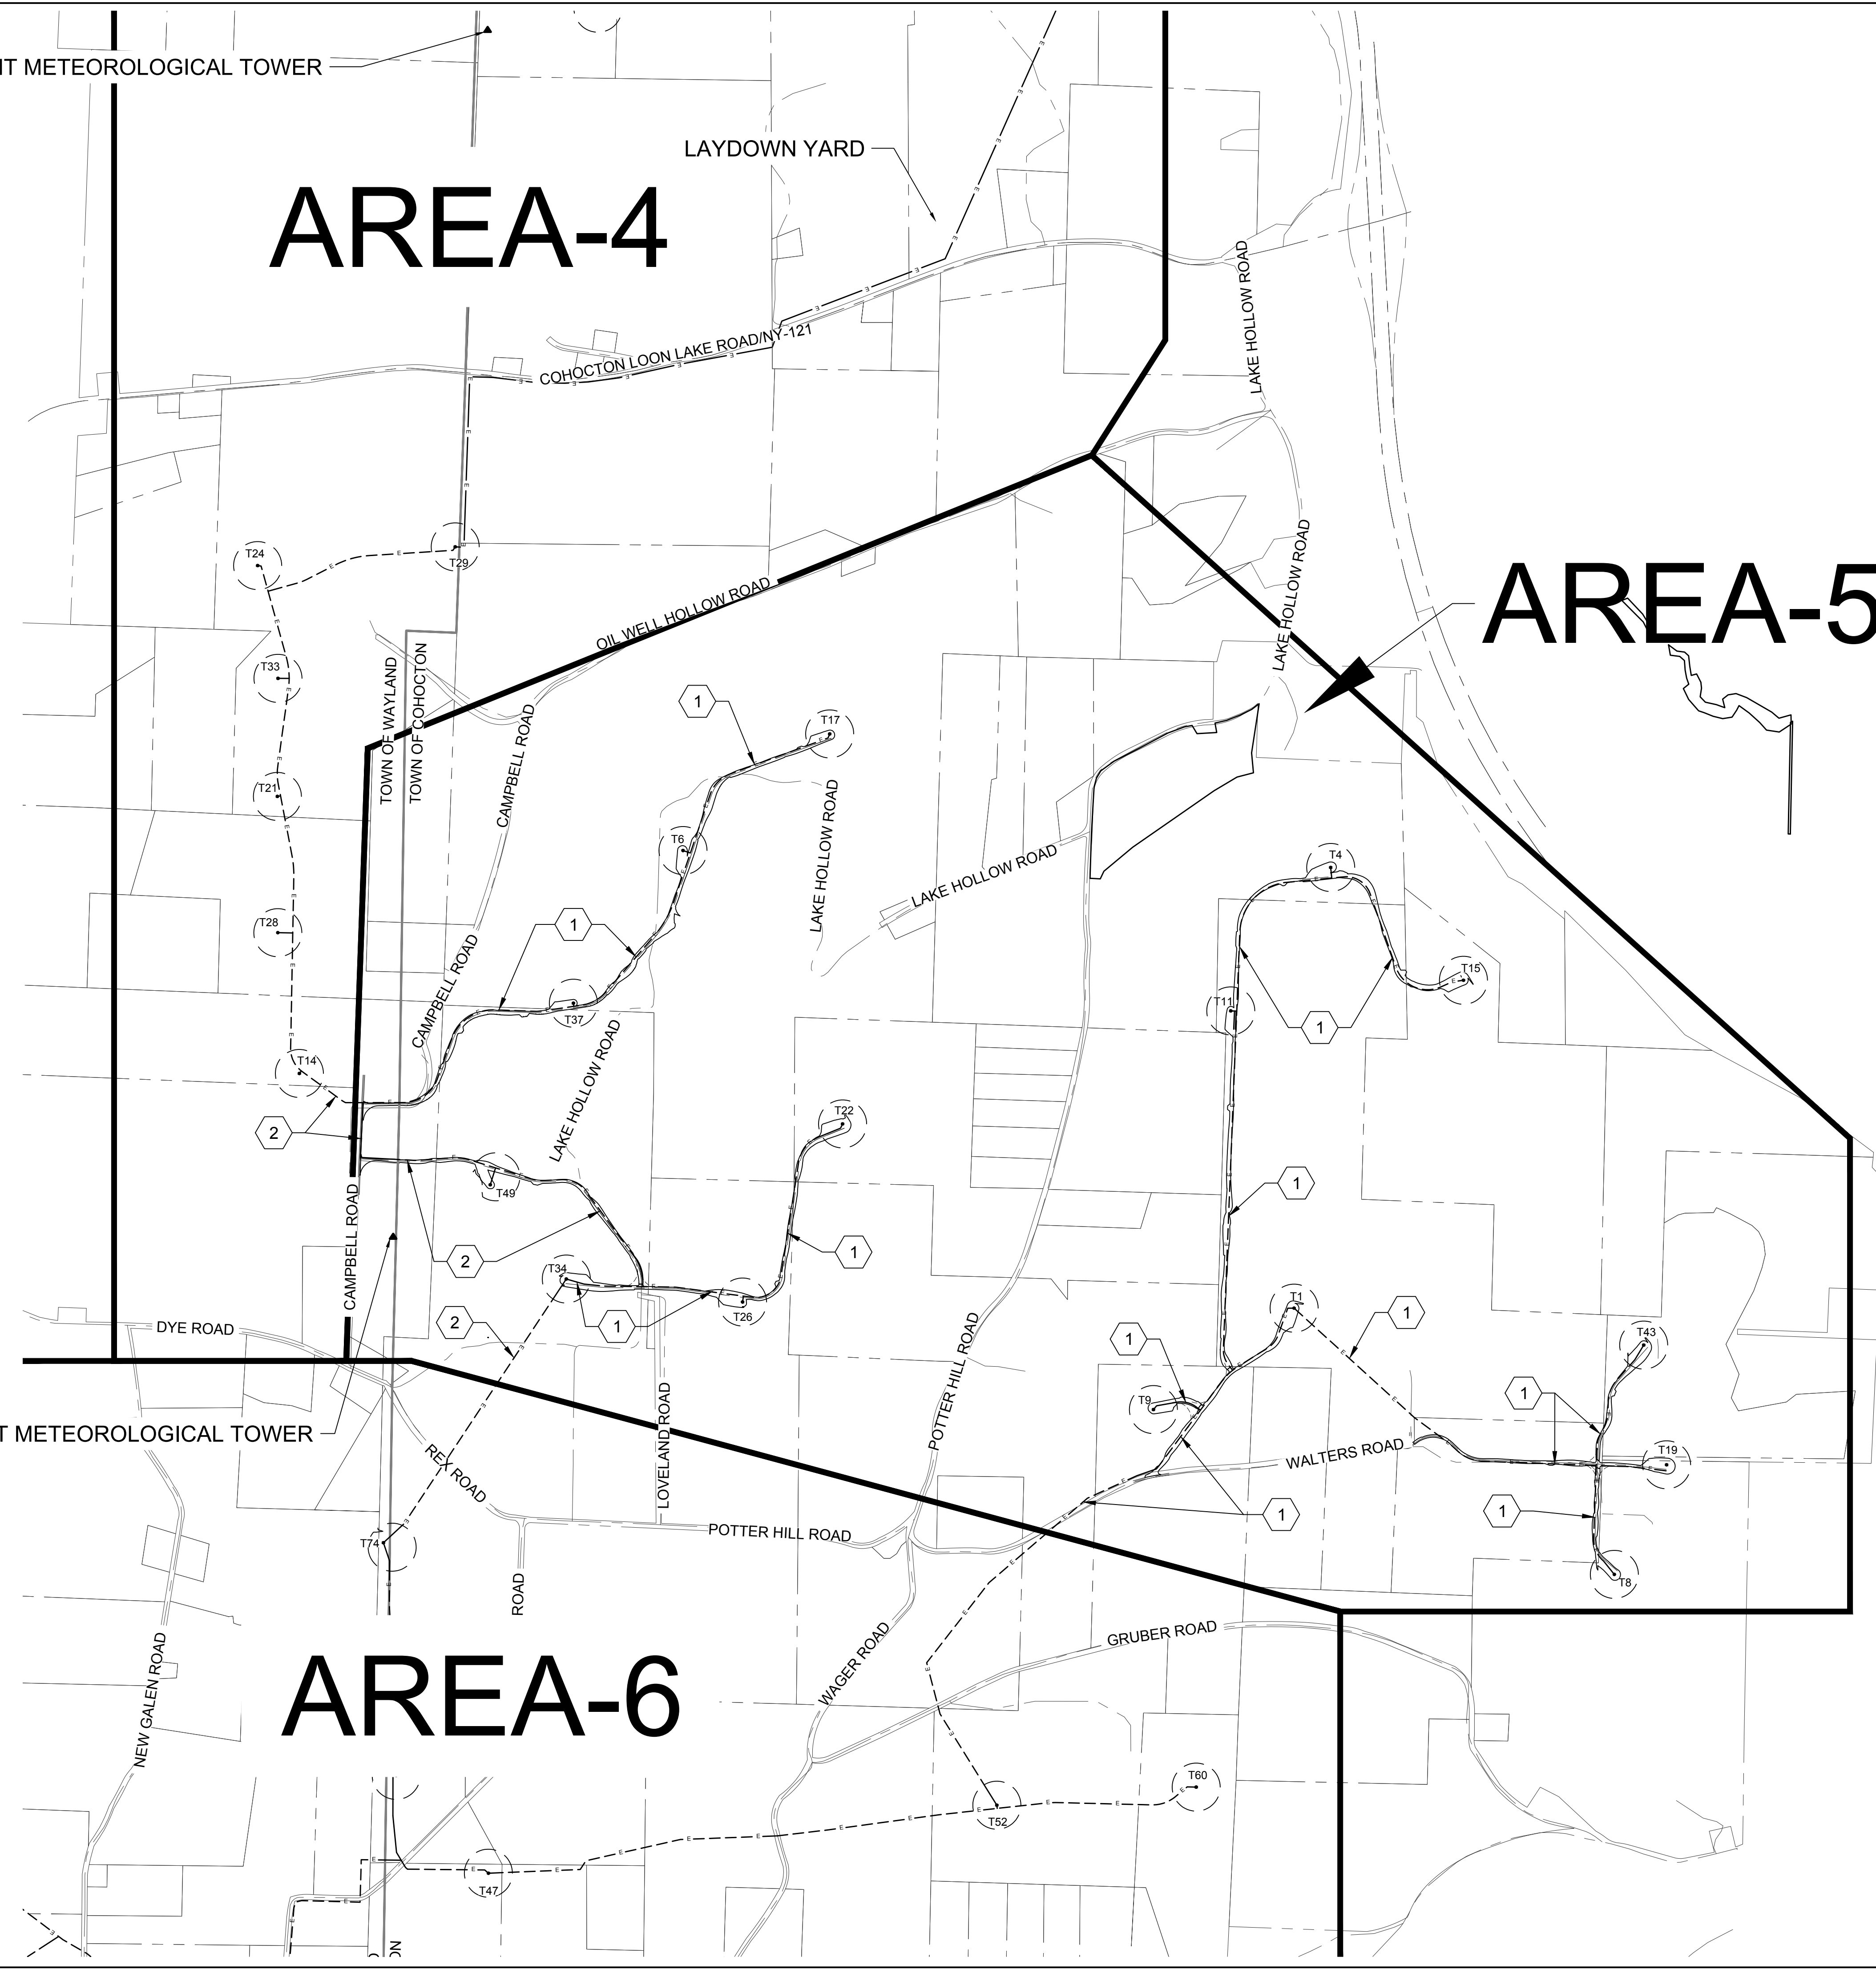 IT METEOROLOGICAL TOWER
LAYDOWN YARD
AREA-4
LAKE HOLLOW ROAD
COHOCTON LOON LAKE ROAD/NY-121
T24
T29
LAKE HOLLOW ROAD
AREA-5
OIL WELL HOLLOW ROAD
T33
TOWN OF WAYLAND
TOWN OF COHOCTON
1
T17
CAMPBELL ROAD
T21
T6
LAKE HOLLOW ROAD
LAKE HOLLOW ROAD
T4
T28
1
CAMPBELL ROAD
T15
T37
T11
1
LAKE HOLLOW ROAD
T14
T22
2
T49
1
CAMPBELL ROAD
2
1
T34
T26
1
2
T1
1
1
DYE ROAD
T43
POTTER HILL ROAD
T9
1
LOVELAND ROAD
T METEOROLOGICAL TOWER
REX ROAD
WALTERS ROAD
T19
1
1
POTTER HILL ROAD
T74
ROAD
T8
NEW GALEN ROAD
WAGER ROAD
GRUBER ROAD
AREA-6
T60
T52
T47
ON
E